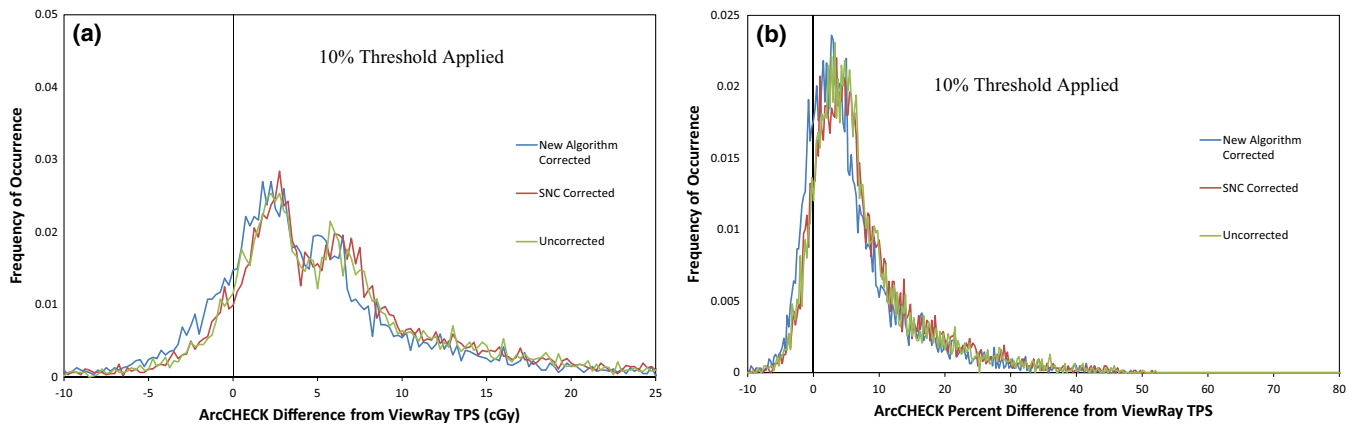 (a)
10% Threshold Applied
Frequency of Occurrence
0.05
0.04
0.03
0.02
0.01
0
-10
-5
0
5
10
15
20
25
ArcCHECK Difference from ViewRay TPS (cGy)
New Algorithm
Corrected
SNC Corrected
Uncorrected
(b)
10% Threshold Applied
Frequency of Occurrence
0.025
0.02
0.015
0.01
0.005
0
-10
0
10
20
30
40
50
60
70
80
ArcCHECK Percent Difference from ViewRay TPS
New Algorithm
Corrected
SNC Corrected
Uncorrected